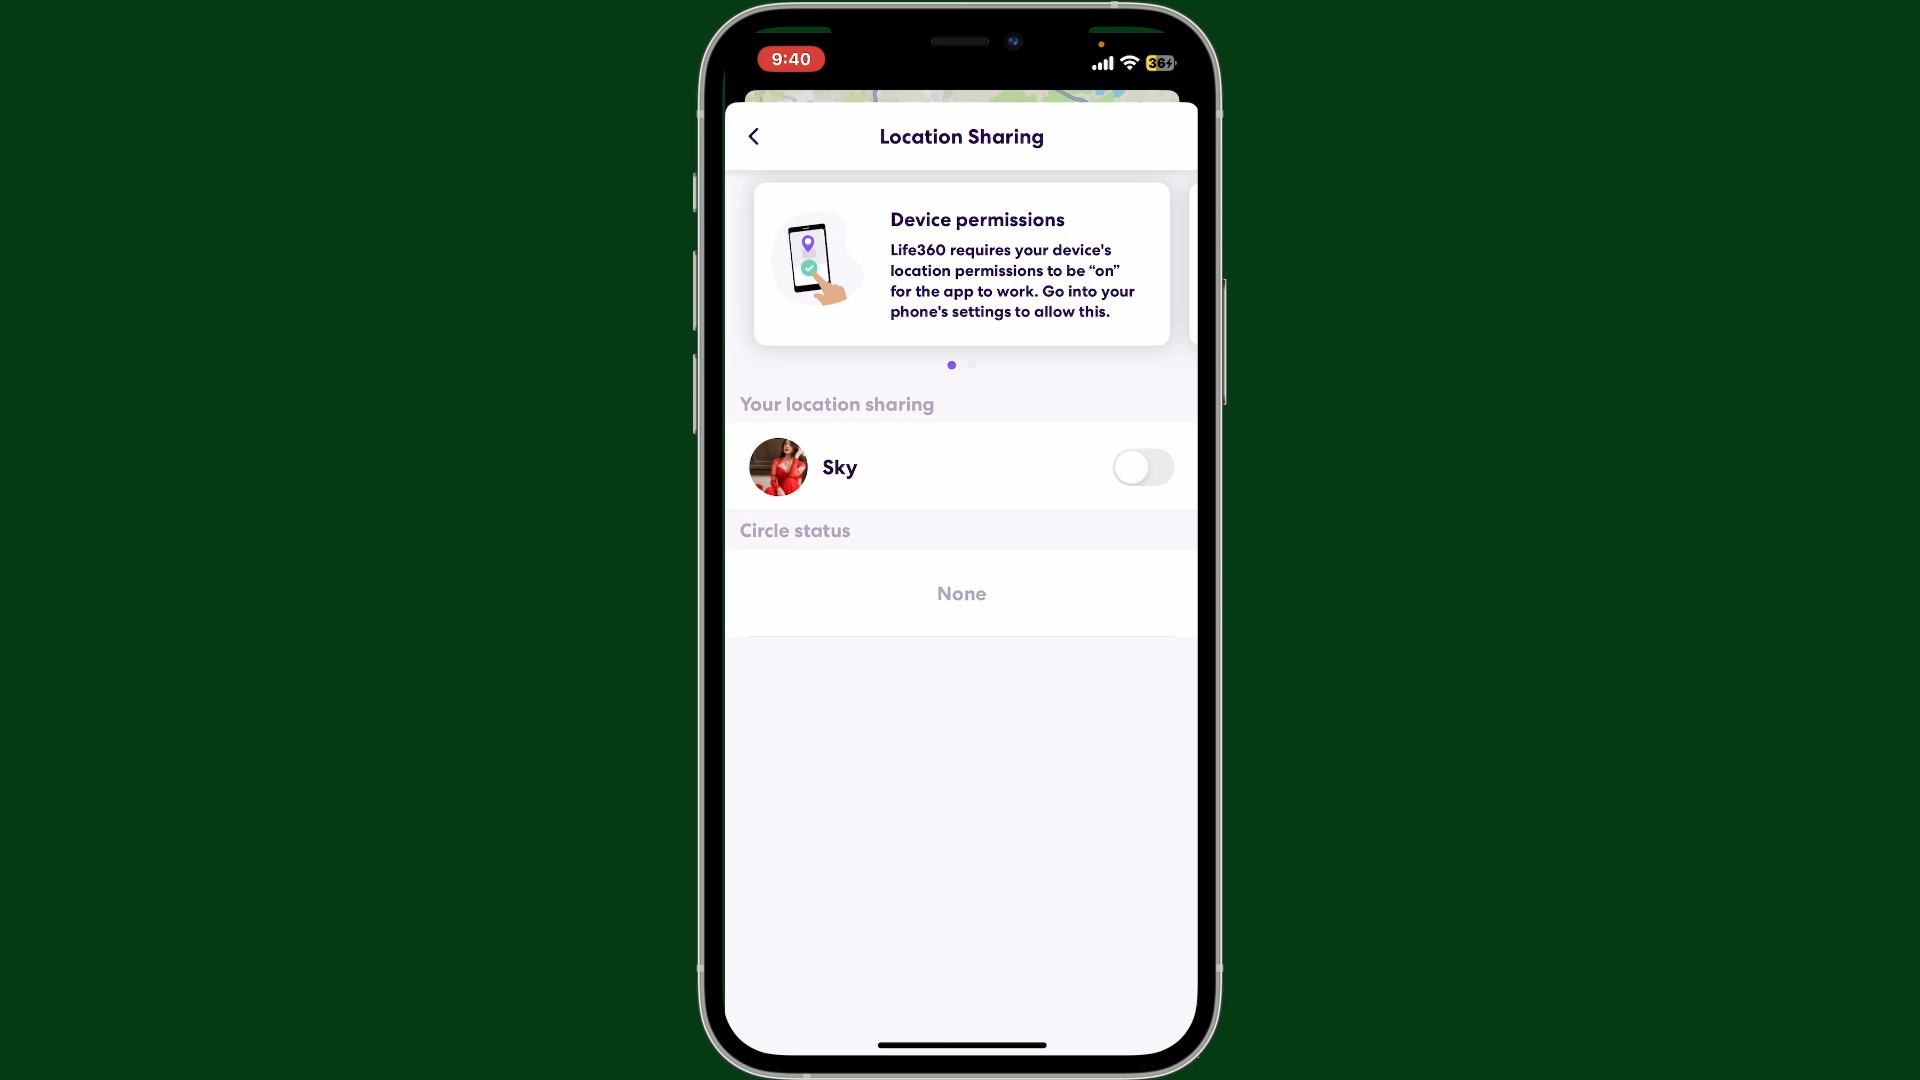 9:40
36
Location Sharing
Device permissions
Life360 requires your device's
location permissions to be “on”
for the app to work. Go into your
phone's settings to allow this.
Your location sharing
Sky
Circle status
None